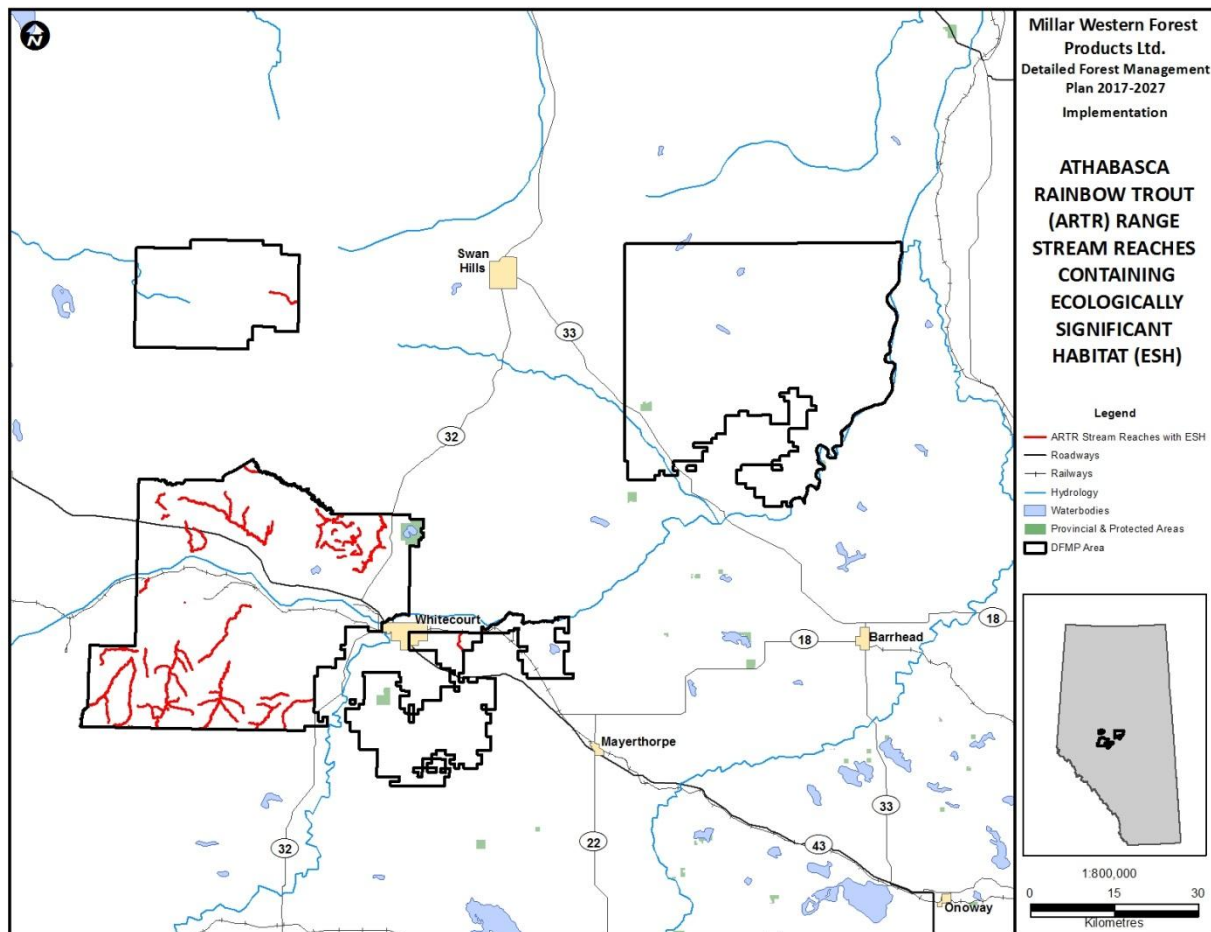 N
Swan
Hills
33
32
Whitecourt
18
18
Barrhead
Mayerthorpe
33
32
22
43
Onoway
Millar Western Forest
Products Ltd.
Detailed Forest Management
Plan 2017-2027
Implementation
ATHABASCA
RAINBOW TROUT
(ARTR) RANGE
STREAM REACHES
CONTAINING
ECOLOGICALLY
SIGNIFICANT
HABITAT (ESH)
Legend
ARTR Stream Reaches with ESH
Roadways
Railways
Hydrology
Waterbodies
Provincial & Protected Areas
DFMP Area
1:800,000
0 15 30
Kilometres